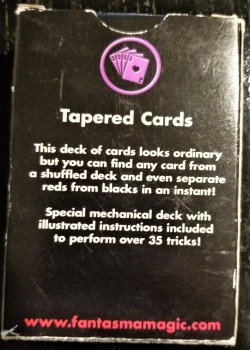 Tapered Cards
This deck of cards looks ordinary
but you can find any card from
a shuffled deck and even separate
reds from blacks in an instant!
Special mechanical deck with
illustrated instructions included
to perform over 35 tricks!
www.fantasmamagic.com